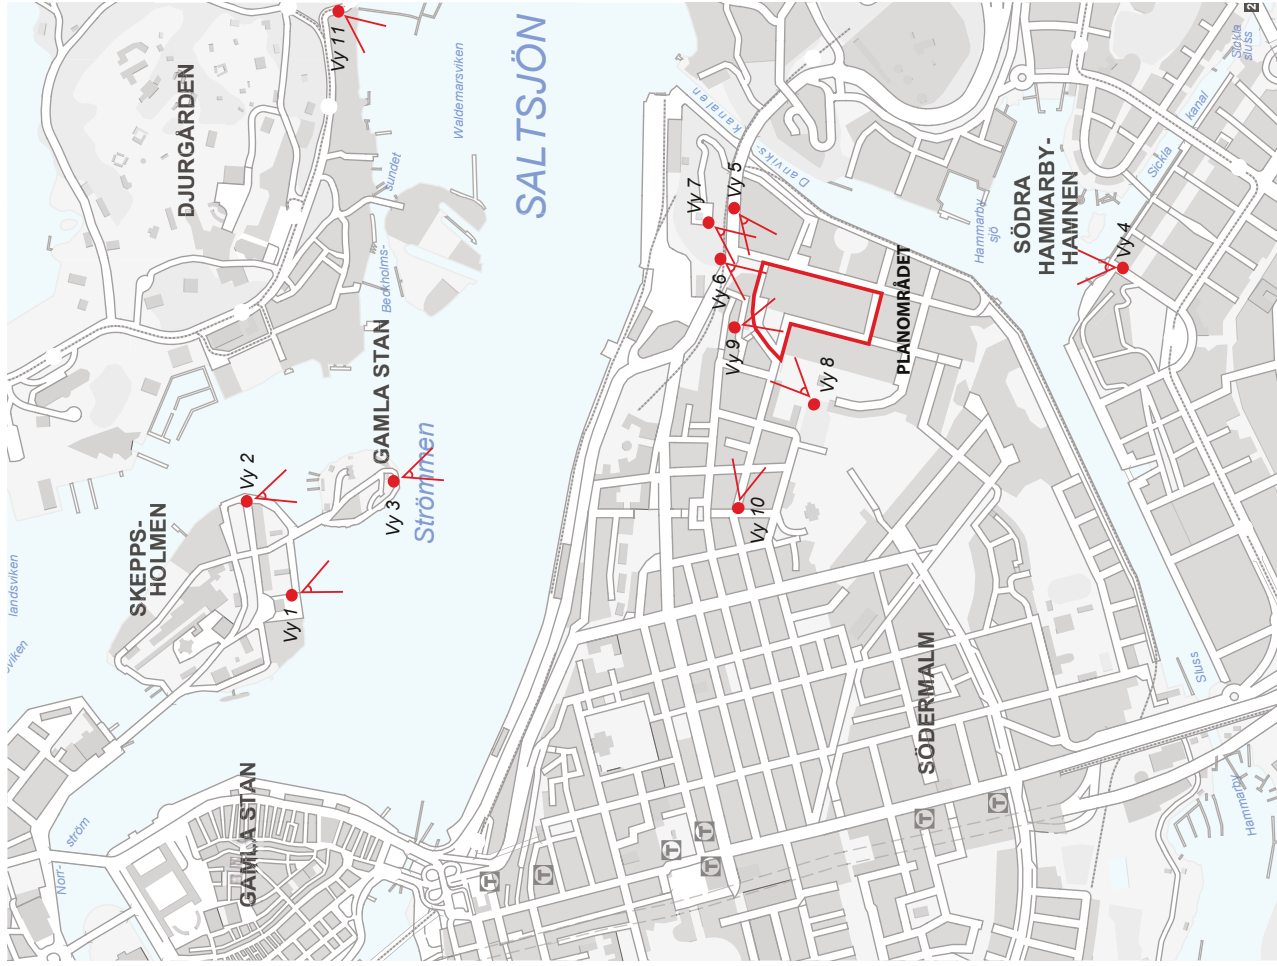 Vy 11
DJURGÅRDEN
Waldemarsviken
SALTSJÖN
sundet
Beckholms-
GAMLA STAN
Strömmen
Vy 2
Vy 3
SKEPPS-
HOLMEN
Vy 1
landsviken
Norr-
ström
GAMLA STAN
Vy 7
Vy 5
Vy 6
Vy 9
Vy 8
Vy 10
PLANOMRÅDET
Danviks-
Kanalen
Hammarby
sjö
SÖDRA
HAMMARBY-
HAMNEN
Vy 4
Sickla
kanal
Sickla
sluss
2
SÖDERMALM
Sluss
Hammarby
T
T
T
T
T
T
T